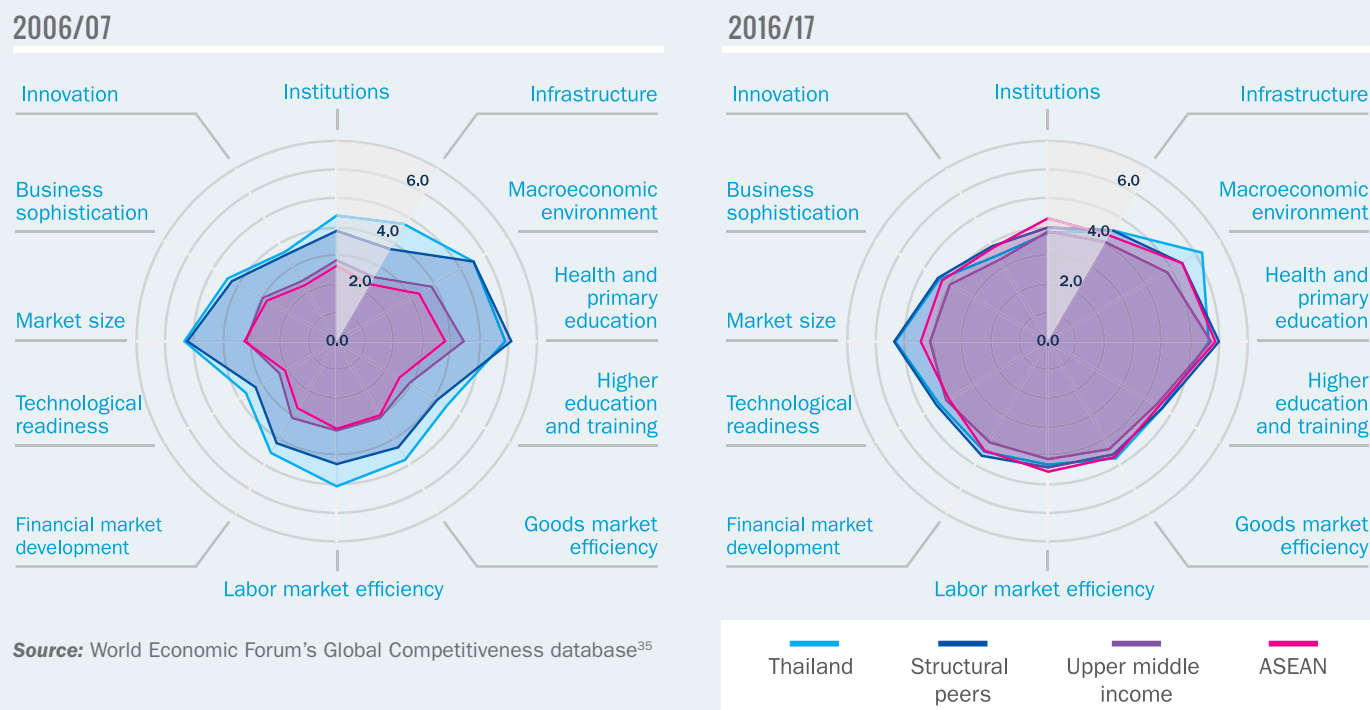 2006/07
Institutions
Innovation
Infrastructure
Business
sophistication
Macroeconomic
environment
Market size
Health and
primary
education
Technological
readiness
Higher
education
and training
Financial market
development
Goods market
efficiency
Labor market efficiency
6.0
4.0
2.0
0.0
Source: World Economic Forum's Global Competitiveness database35
2016/17
Institutions
Innovation
Infrastructure
Business
sophistication
Macroeconomic
environment
Market size
Health and
primary
education
Technological
readiness
Higher
education
and training
Financial market
development
Goods market
efficiency
Labor market efficiency
6.0
4.0
2.0
0.0
Thailand
Structural
peers
Upper middle
income
ASEAN